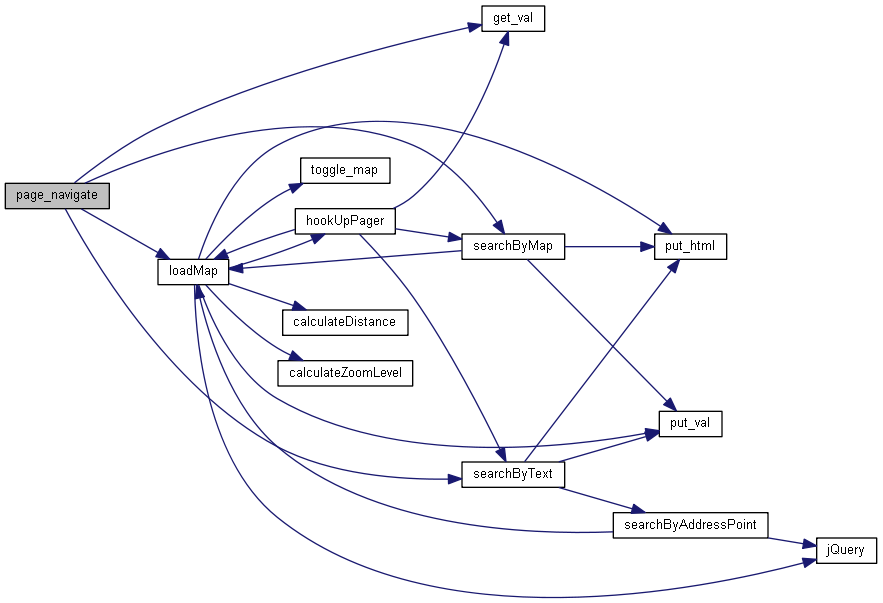 get_val
toggle_map
page_navigate
hookUpPager
searchByMap
put_html
loadMap
calculateDistance
calculateZoomLevel
put_val
searchByText
searchByAddressPoint
jQuery